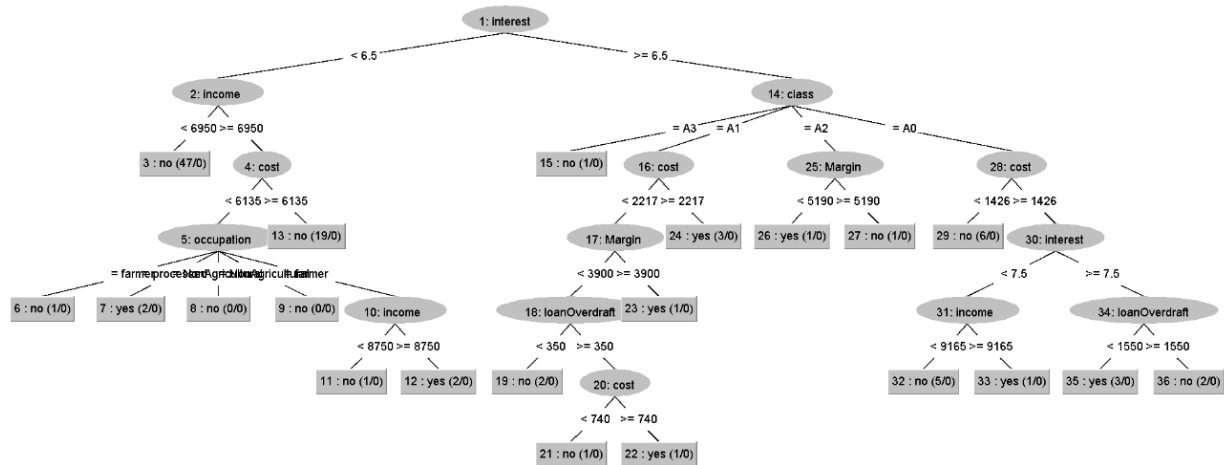 1: interest
< 6.5 >= 6.5
2: income 14: class
< 6950 >= 6950 = A3 = A1 = A2 = A0
3 : no (47/0) 4: cost 15 : no (1/0) 16: cost 25: Margin 28: cost
< 6135 >= 6135 < 2217 >= 2217 < 5190 >= 5190 < 1426 >= 1426
5: occupation 13 : no (19/0) 17: Margin 24 : yes (3/0) 26 : yes (1/0) 27 : no (1/0) 29 : no (6/0) 30: interest
= farmer = farmer < 3900 >= 3900 < 7.5 >= 7.5
6 : no (1/0) 7 : yes (2/0) 8 : no (0/0) 9 : no (0/0) 10: income 18: loanOverdraft 23 : yes (1/0) 31: income 34: loanOverdraft
< 8750 >= 8750 < 350 >= 350 < 9165 >= 9165 < 1550 >= 1550
11 : no (1/0) 12 : yes (2/0) 19 : no (2/0) 20: cost 32 : no (5/0) 33 : yes (1/0) 35 : yes (3/0) 36 : no (2/0)
< 740 >= 740
21 : no (1/0) 22 : yes (1/0)